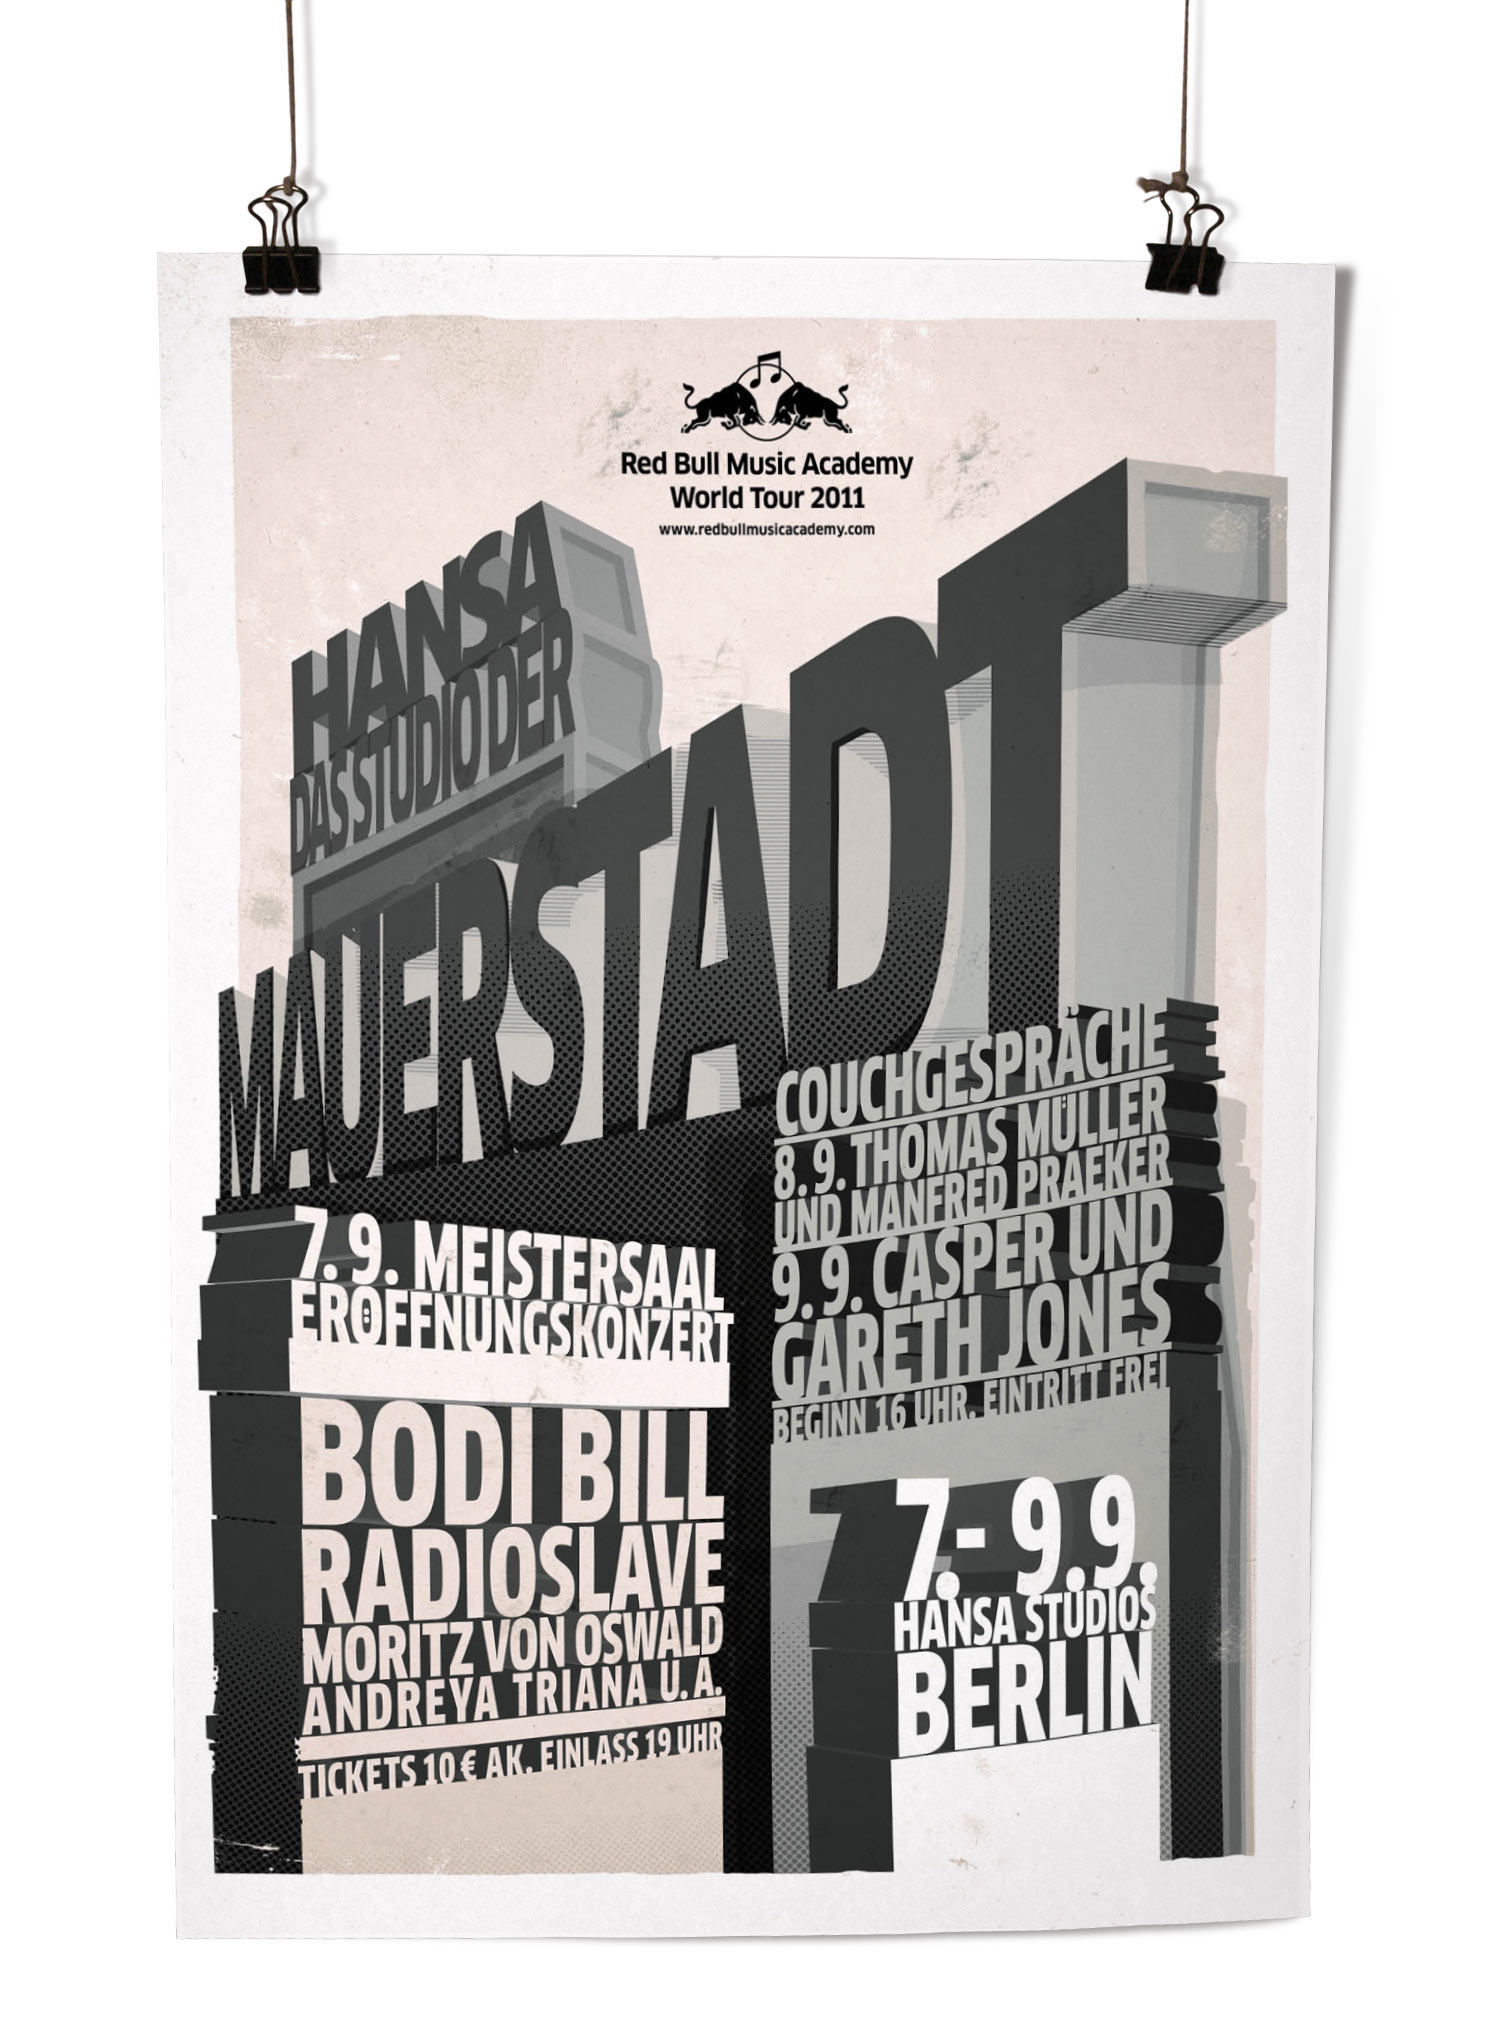 Red Bull Music Academy
World Tour 2011
www.redbullmusicacademy.com
HANSA
DAS STUDIO DER
MAUERSTADT
7. 9. MEISTERSAAL
ERÖFFNUNGSKONZERT
BODI BILL
RADIOSLAVE
MORITZ VON OSWALD
ANDREYA TRIANA U. A.
TICKETS 10 € AK. EINLASS 19 UHR
COUCHGESPRÄCHE
8. 9. THOMAS MÜLLER
UND MANFRED PRAEKER
9. 9. CASPER UND
GARETH JONES
BEGINN 16 UHR. EINTRITT FREI
7.- 9.9.
HANSA STUDIOS
BERLIN